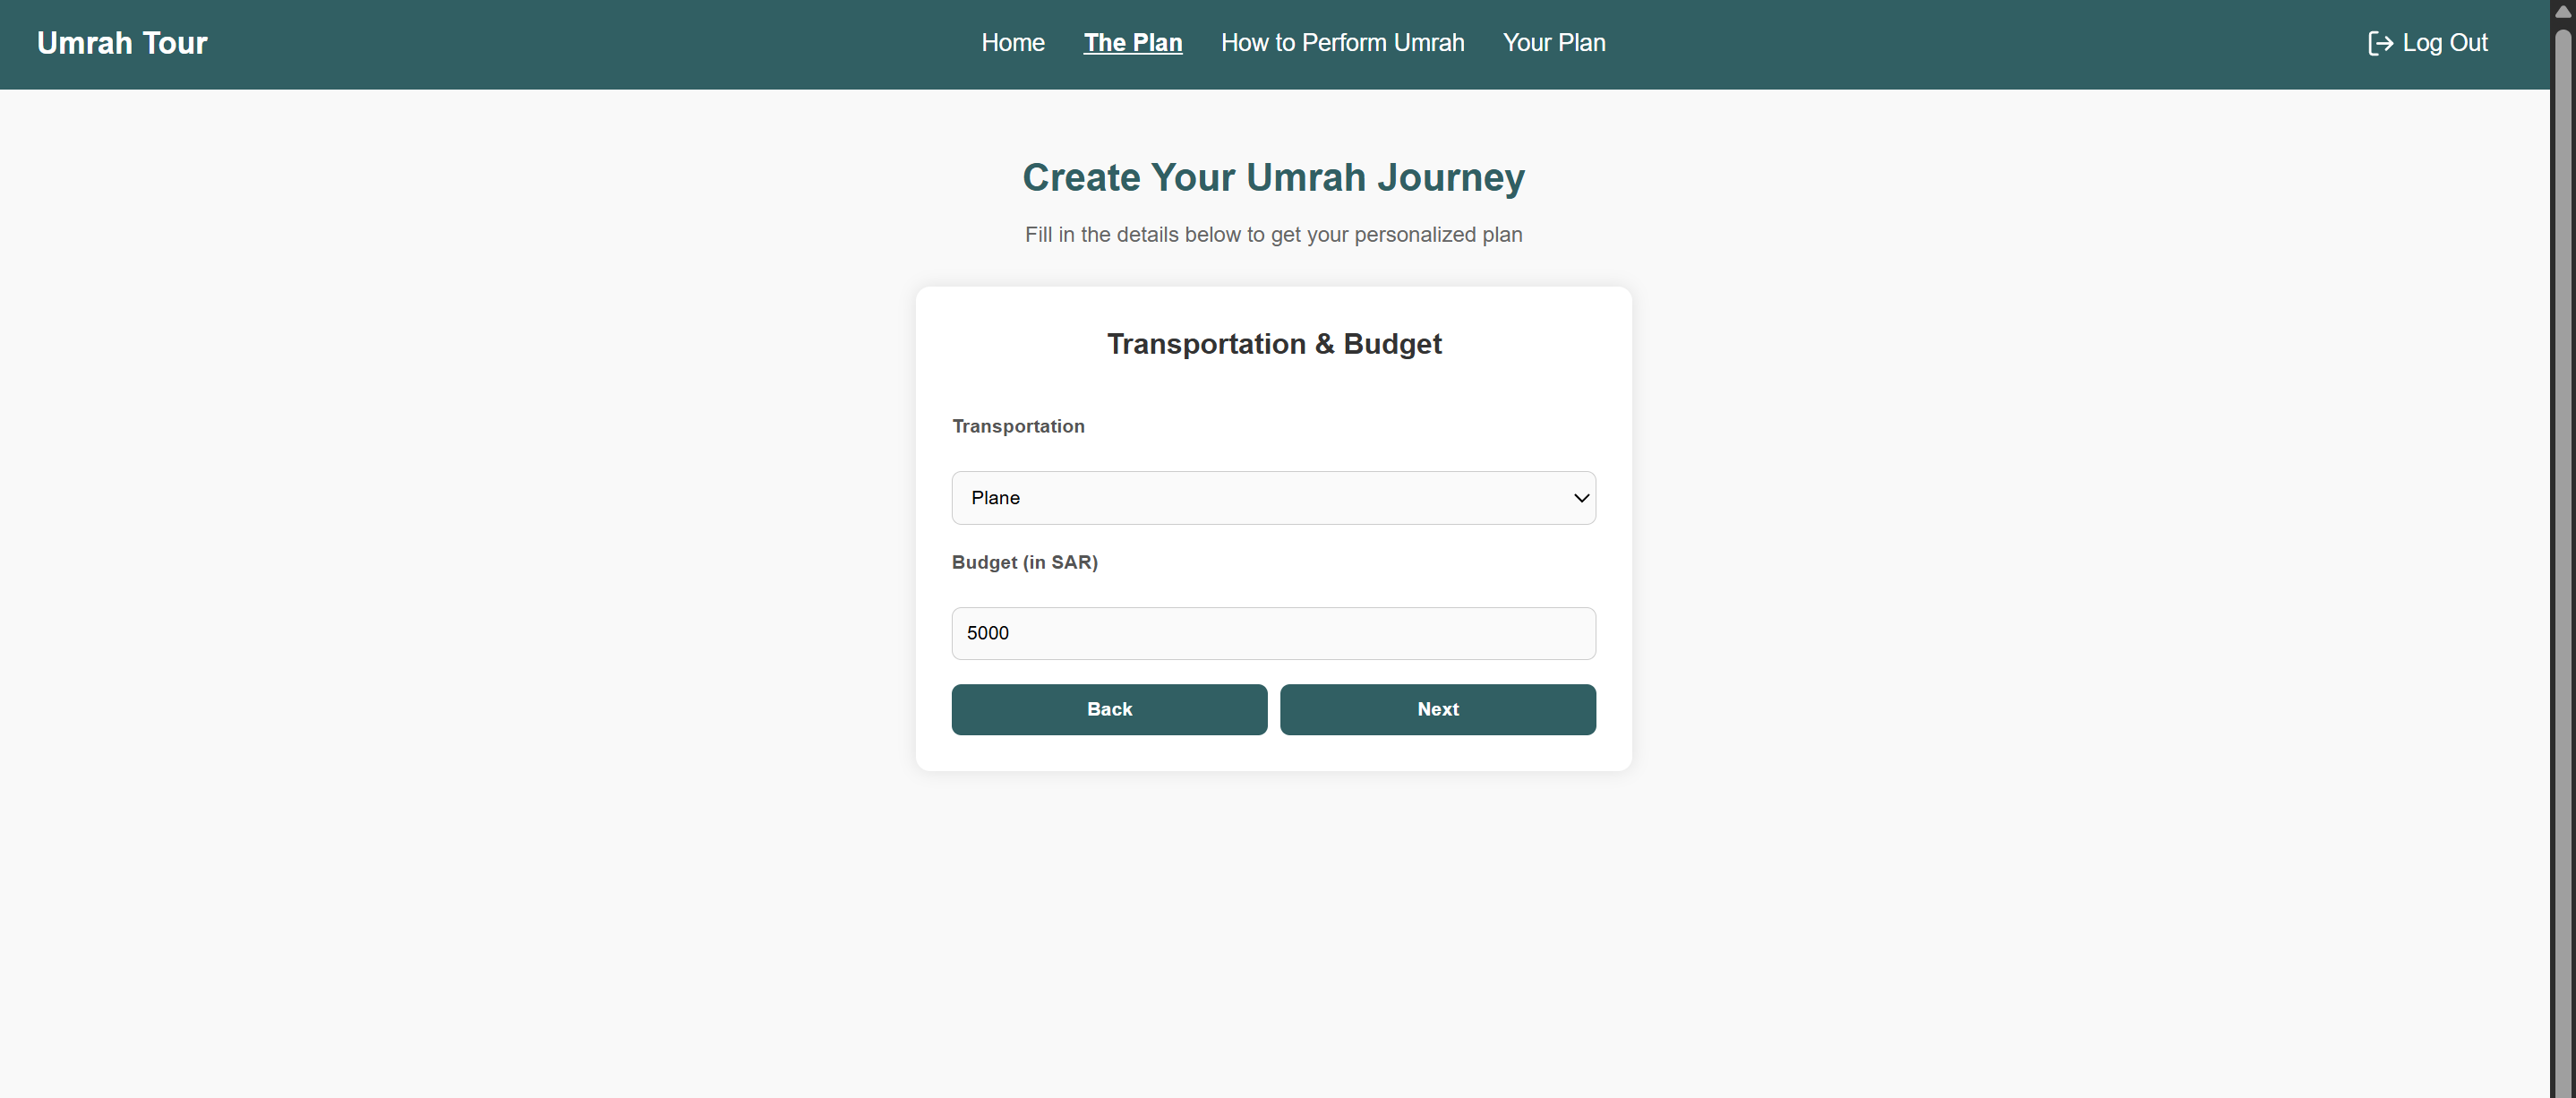 Umrah Tour
Home
The Plan
How to Perform Umrah
Your Plan
Log Out
Create Your Umrah Journey
Fill in the details below to get your personalized plan
Transportation & Budget
Transportation
Plane
Budget (in SAR)
5000
Back
Next